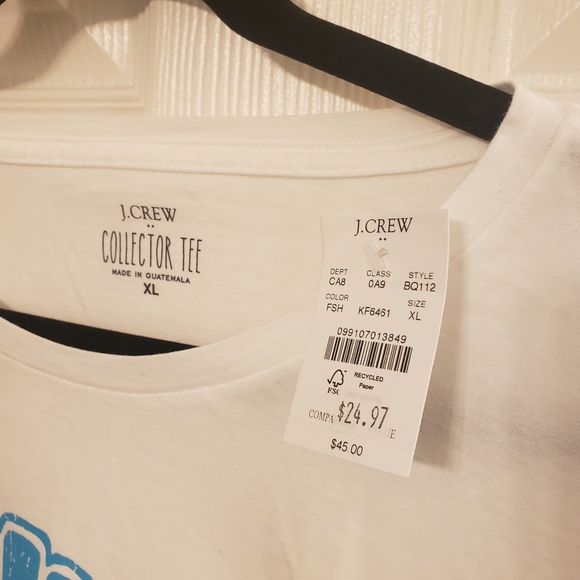 J.CREW
COLLECTOR TEE
MADE IN GUATEMALA
XL
J.CREW
DEPT CLASS STYLE
CA8 0A9 BQ112
COLOR SIZE
FSH KF6461 XL
099107013849
RECYCLED
Paper
FSC
$24.97
$45.00